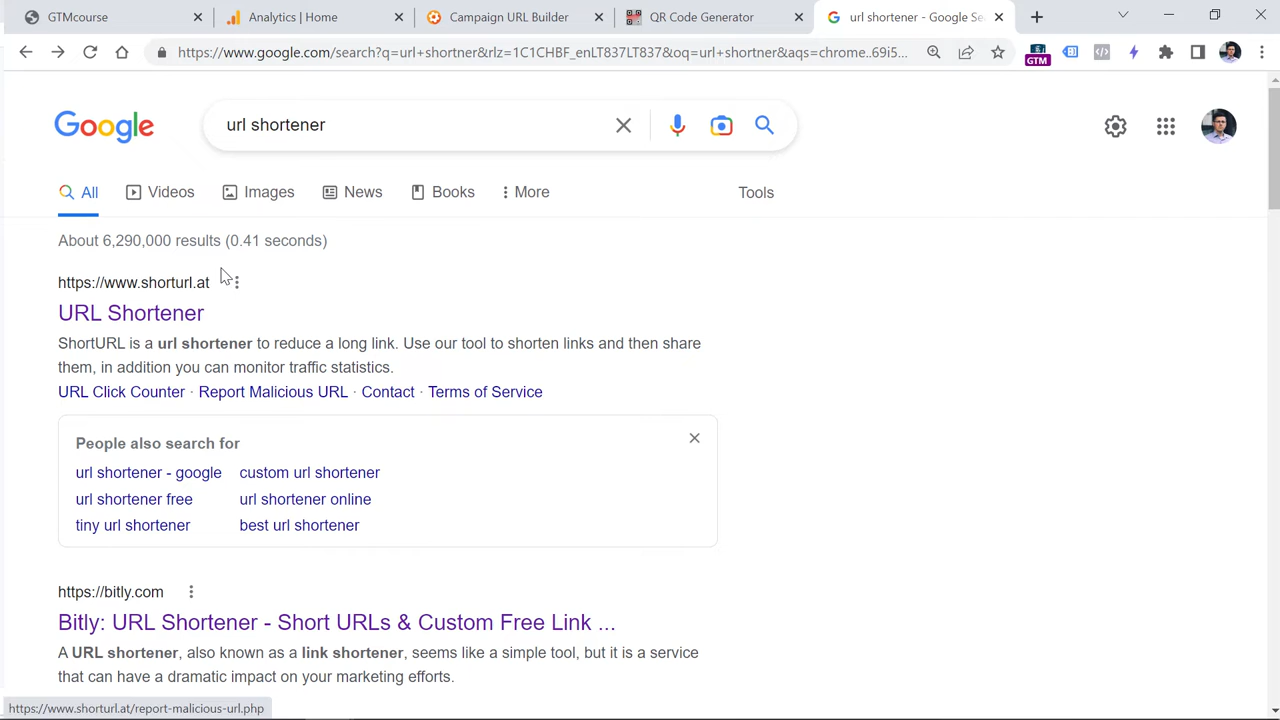 GTMcourse
Analytics | Home
Campaign URL Builder
QR Code Generator
url shortener - Google Se
https://www.google.com/search?q=url+shortner&rlz=1C1CHBF_enLT837LT837&oq=url+shortner&aqs=chrome..69i5...
GTM
Google
url shortener
All
Videos
Images
News
Books
More
Tools
About 6,290,000 results (0.41 seconds)
https://www.shorturl.at
URL Shortener
ShortURL is a url shortener to reduce a long link. Use our tool to shorten links and then share
them, in addition you can monitor traffic statistics.
URL Click Counter · Report Malicious URL · Contact · Terms of Service
People also search for
url shortener - google custom url shortener
url shortener free url shortener online
tiny url shortener best url shortener
https://bitly.com
Bitly: URL Shortener - Short URLs & Custom Free Link ...
A URL shortener, also known as a link shortener, seems like a simple tool, but it is a service
that can have a dramatic impact on your marketing efforts.
https://www.shorturl.at/report-malicious-url.php